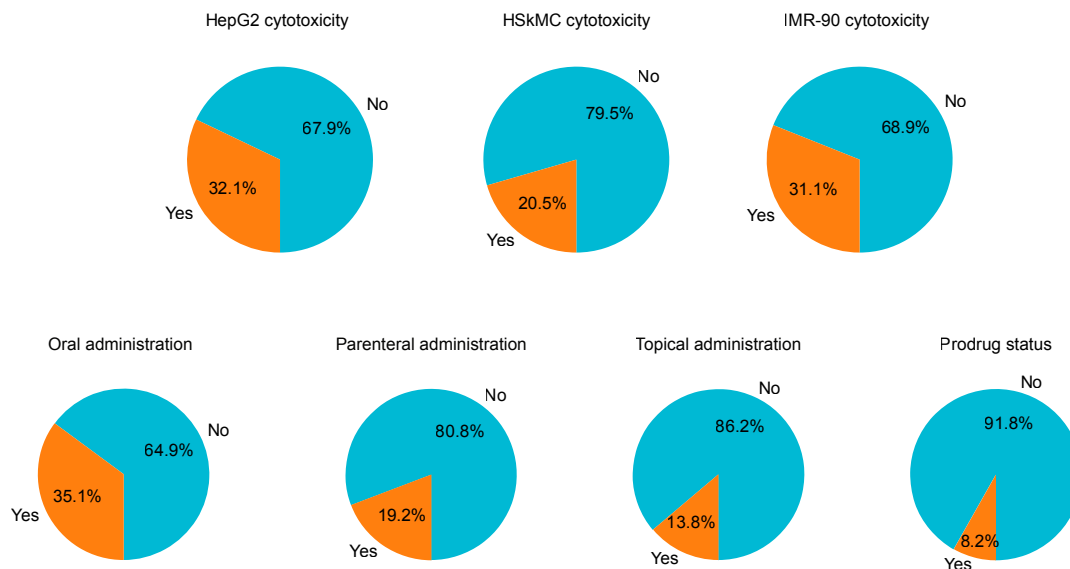 HepG2 cytotoxicity
No
67.9%
32.1%
Yes
HSkMC cytotoxicity
No
79.5%
20.5%
Yes
IMR-90 cytotoxicity
No
68.9%
31.1%
Yes
Oral administration
No
64.9%
35.1%
Yes
Parenteral administration
No
80.8%
19.2%
Yes
Topical administration
No
86.2%
13.8%
Yes
Prodrug status
No
91.8%
8.2%
Yes